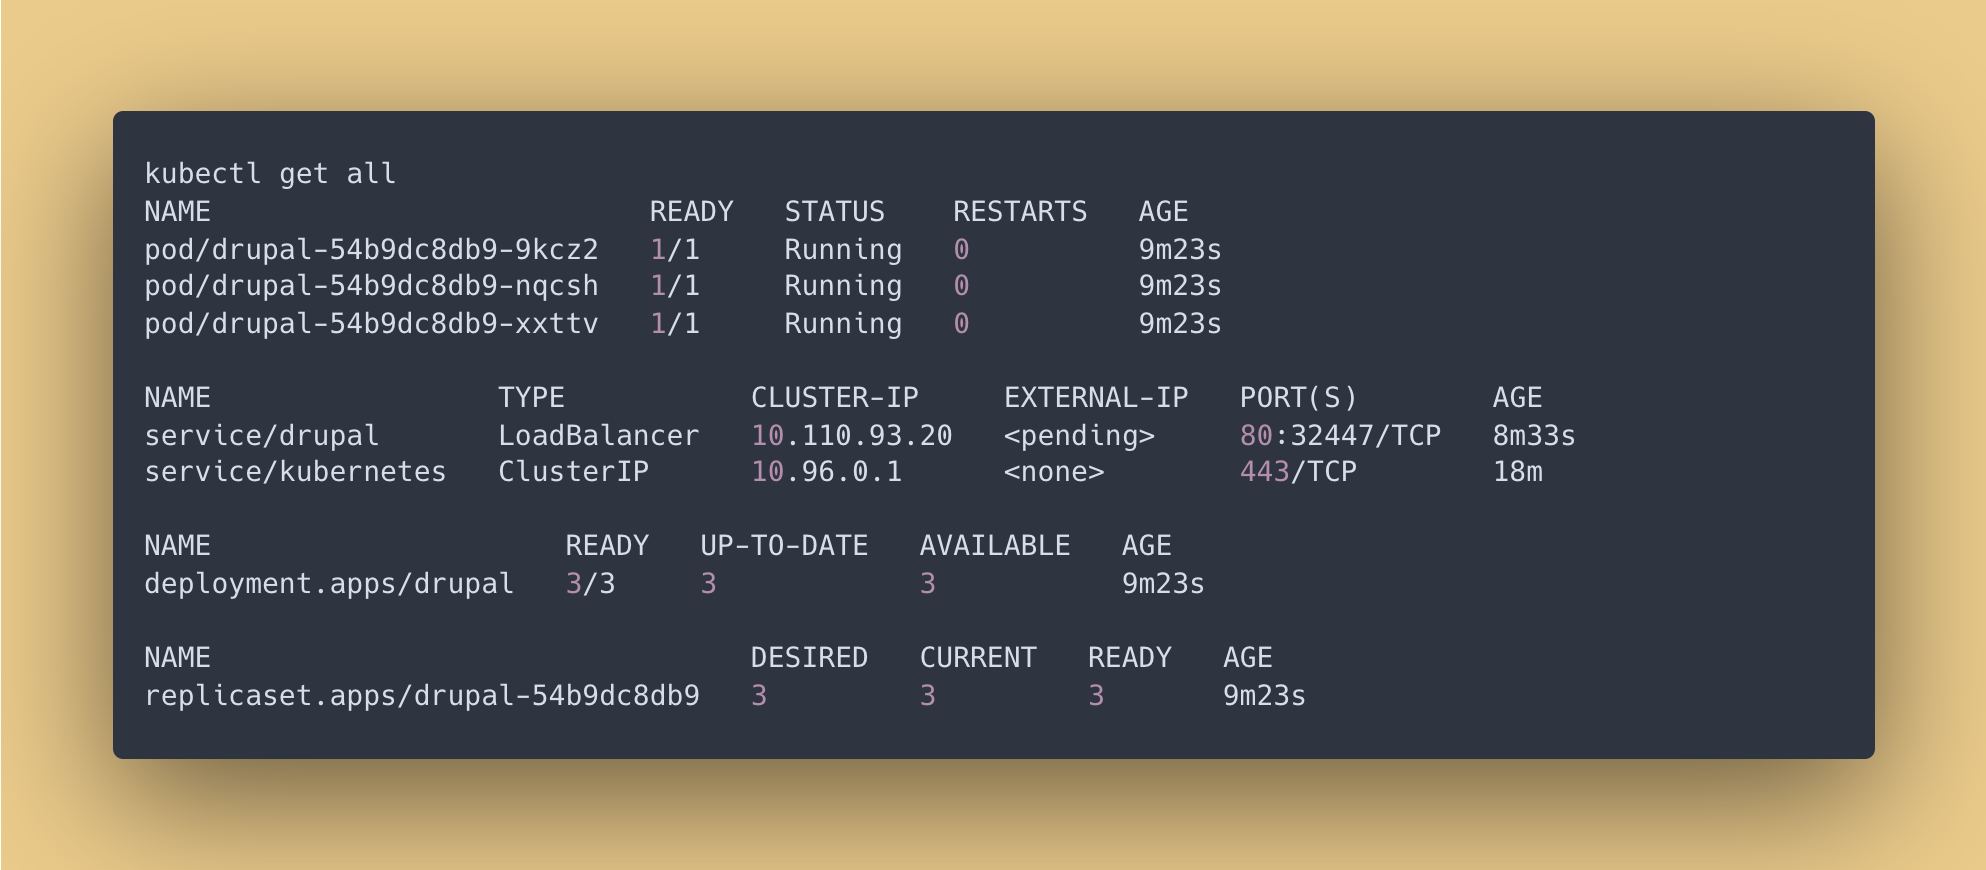 kubectl get all
NAME                          READY   STATUS    RESTARTS   AGE
pod/drupal-54b9dc8db9-9kcz2   1/1     Running   0          9m23s
pod/drupal-54b9dc8db9-nqcsh   1/1     Running   0          9m23s
pod/drupal-54b9dc8db9-xxttv   1/1     Running   0          9m23s
NAME                 TYPE           CLUSTER-IP     EXTERNAL-IP   PORT(S)        AGE
service/drupal       LoadBalancer   10.110.93.20   <pending>     80:32447/TCP   8m33s
service/kubernetes   ClusterIP      10.96.0.1      <none>        443/TCP        18m
NAME                     READY   UP-TO-DATE   AVAILABLE   AGE
deployment.apps/drupal   3/3     3            3           9m23s
NAME                                DESIRED   CURRENT   READY   AGE
replicaset.apps/drupal-54b9dc8db9   3         3         3       9m23s